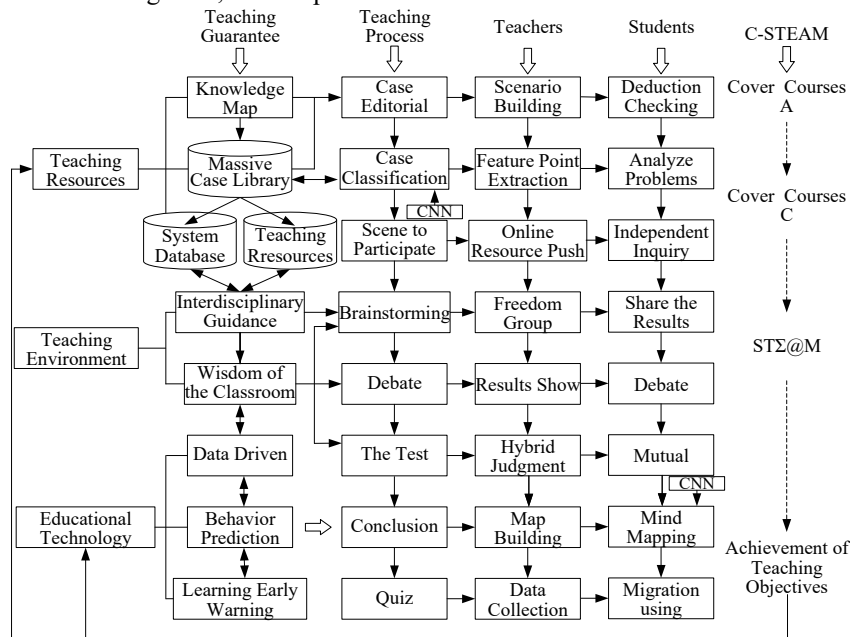 Teaching
Guarantee
Teaching
Process
Teachers
Students
C-STEAM
Knowledge
Map
Case
Editorial
Scenario
Building
Deduction
Checking
Cover Courses
A
Teaching
Resources
Massive
Case Library
Case
Classification
Feature Point
Extraction
Analyze
Problems
CNN
Cover Courses
C
System
Database
Teaching
Rresources
Scene to
Participate
Online
Resource Push
Independent
Inquiry
Interdisciplinary
Guidance
Brainstorming
Freedom
Group
Share the
Results
Teaching
Environment
STΣ@M
Wisdom of
the Classroom
Debate
Results Show
Debate
Data Driven
The Test
Hybrid
Judgment
Mutual
CNN
Educational
Technology
Behavior
Prediction
Conclusion
Map
Building
Mind
Mapping
Achievement of
Teaching
Objectives
Learning Early
Warning
Quiz
Data
Collection
Migration
using